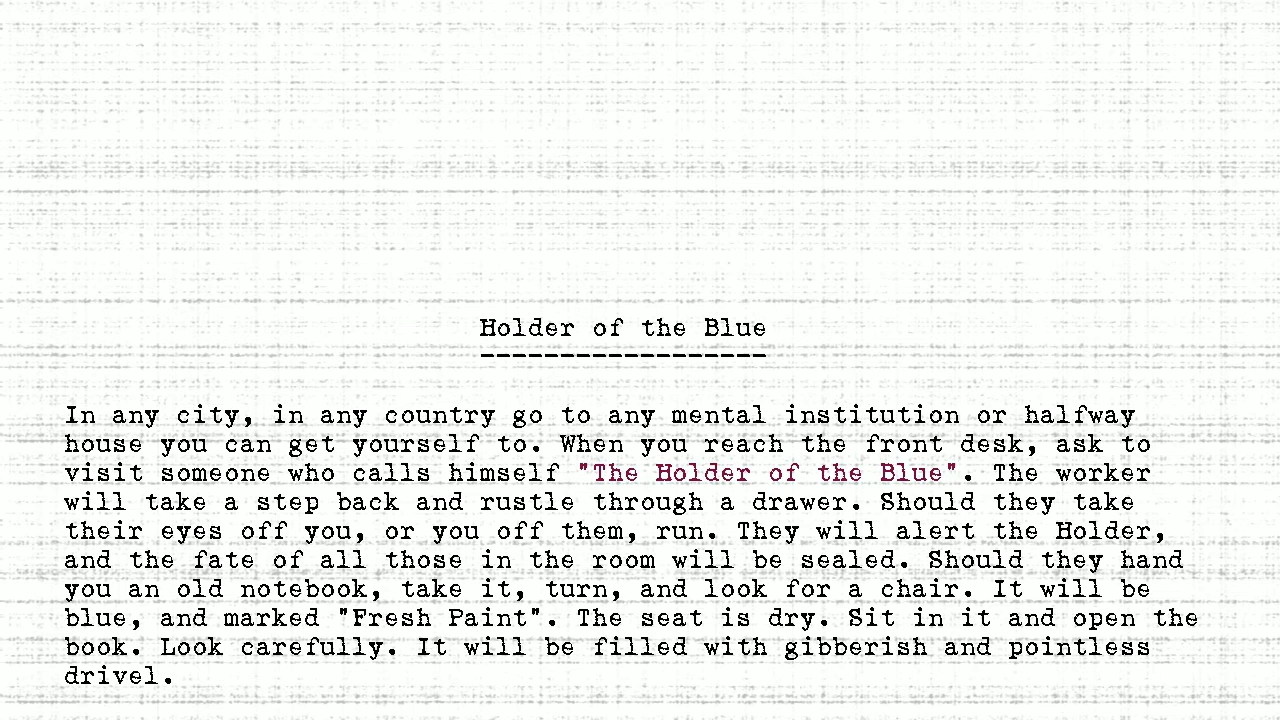 Holder of the Blue
------------------
In any city, in any country go to any mental institution or halfway
house you can get yourself to. When you reach the front desk, ask to
visit someone who calls himself "The Holder of the Blue". The worker
will take a step back and rustle through a drawer. Should they take
their eyes off you, or you off them, run. They will alert the Holder,
and the fate of all those in the room will be sealed. Should they hand
you an old notebook, take it, turn, and look for a chair. It will be
blue, and marked "Fresh Paint". The seat is dry. Sit in it and open the
book. Look carefully. It will be filled with gibberish and pointless
drivel.